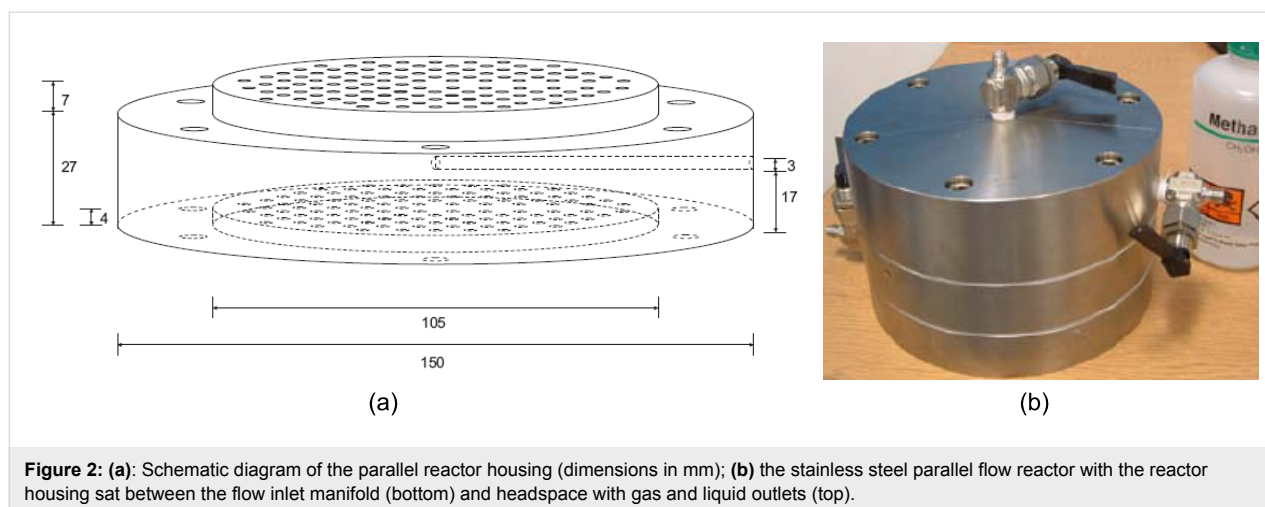 7
27
4
3
17
105
150
(a)
Metha
CH₃OH
(b)
Figure 2: (a): Schematic diagram of the parallel reactor housing (dimensions in mm); (b) the stainless steel parallel flow reactor with the reactor
housing sat between the flow inlet manifold (bottom) and headspace with gas and liquid outlets (top).